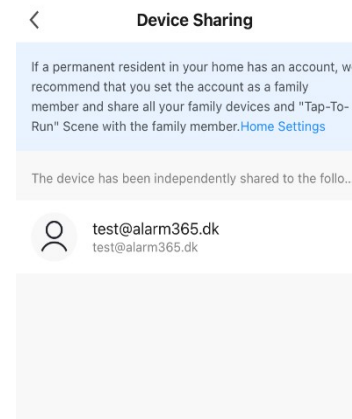 Device Sharing
If a permanent resident in your home has an account, w
recommend that you set the account as a family
member and share all your family devices and "Tap-To-
Run" Scene with the family member.Home Settings
The device has been independently shared to the follo...
test@alarm365.dk
test@alarm365.dk